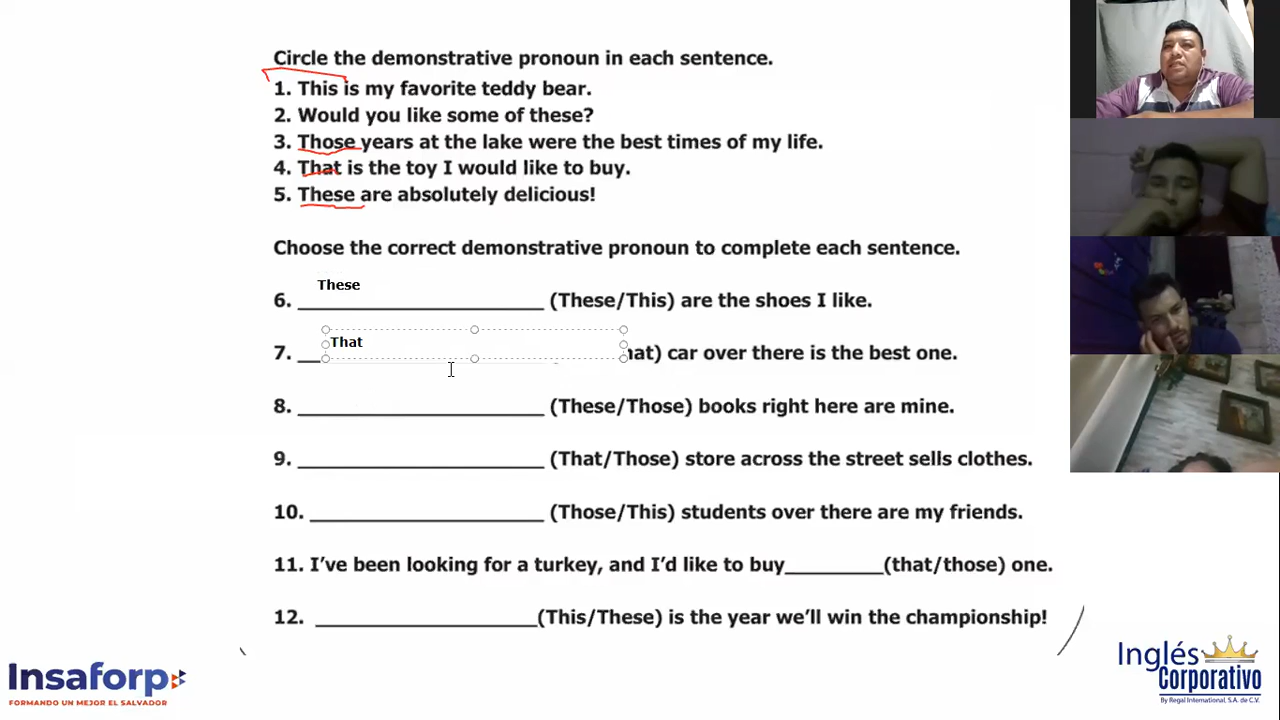 Circle the demonstrative pronoun in each sentence.
1. This is my favorite teddy bear.
2. Would you like some of these?
3. Those years at the lake were the best times of my life.
4. That is the toy I would like to buy.
5. These are absolutely delicious!
Choose the correct demonstrative pronoun to complete each sentence.
These
6. ______________________ (These/This) are the shoes I like.
That
7. __ hat) car over there is the best one.
8. ______________________ (These/Those) books right here are mine.
9. ______________________ (That/Those) store across the street sells clothes.
10. _____________________ (Those/This) students over there are my friends.
11. I've been looking for a turkey, and I'd like to buy_________(that/those) one.
12. ____________________(This/These) is the year we'll win the championship!
Insaforp
FORMANDO UN MEJOR EL SALVADOR
Inglés
Corporativo
By Regal International, S.A. de C.V.